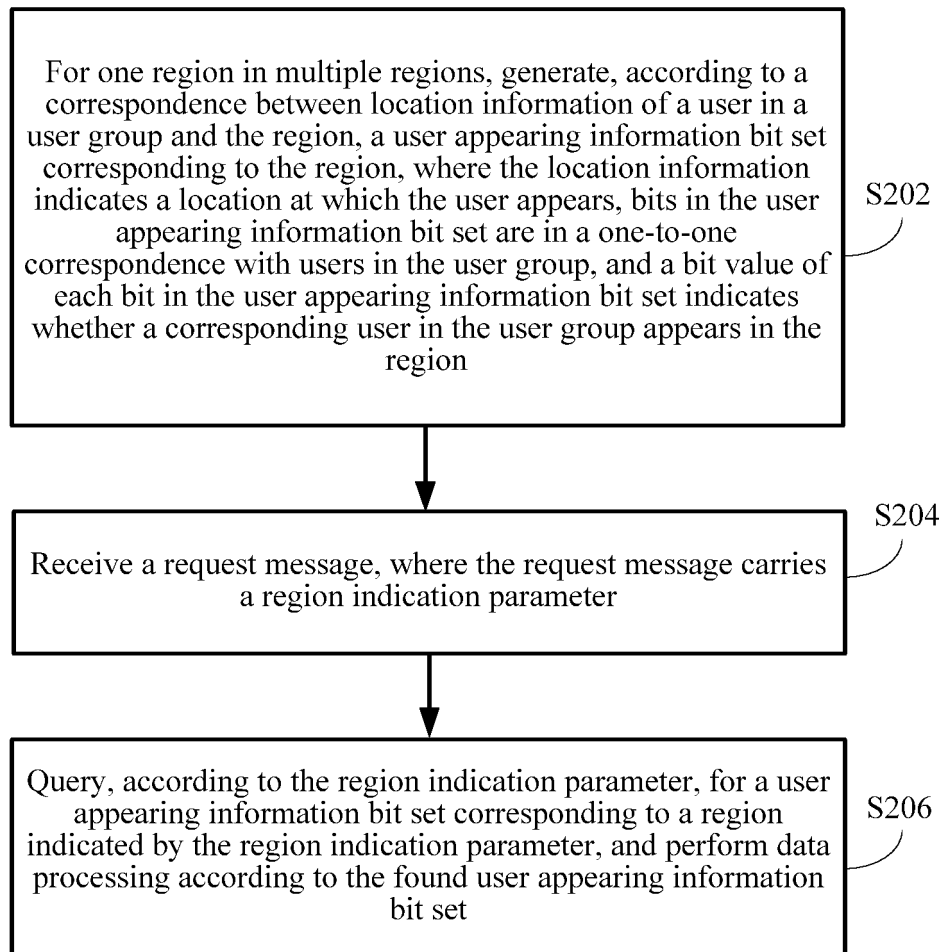 For one region in multiple regions, generate, according to a
correspondence between location information of a user in a
user group and the region, a user appearing information bit set
corresponding to the region, where the location information
indicates a location at which the user appears, bits in the user
appearing information bit set are in a one-to-one
correspondence with users in the user group, and a bit value of
each bit in the user appearing information bit set indicates
whether a corresponding user in the user group appears in the
region
S202
Receive a request message, where the request message carries
a region indication parameter
S204
Query, according to the region indication parameter, for a user
appearing information bit set corresponding to a region
indicated by the region indication parameter, and perform data
processing according to the found user appearing information
bit set
S206